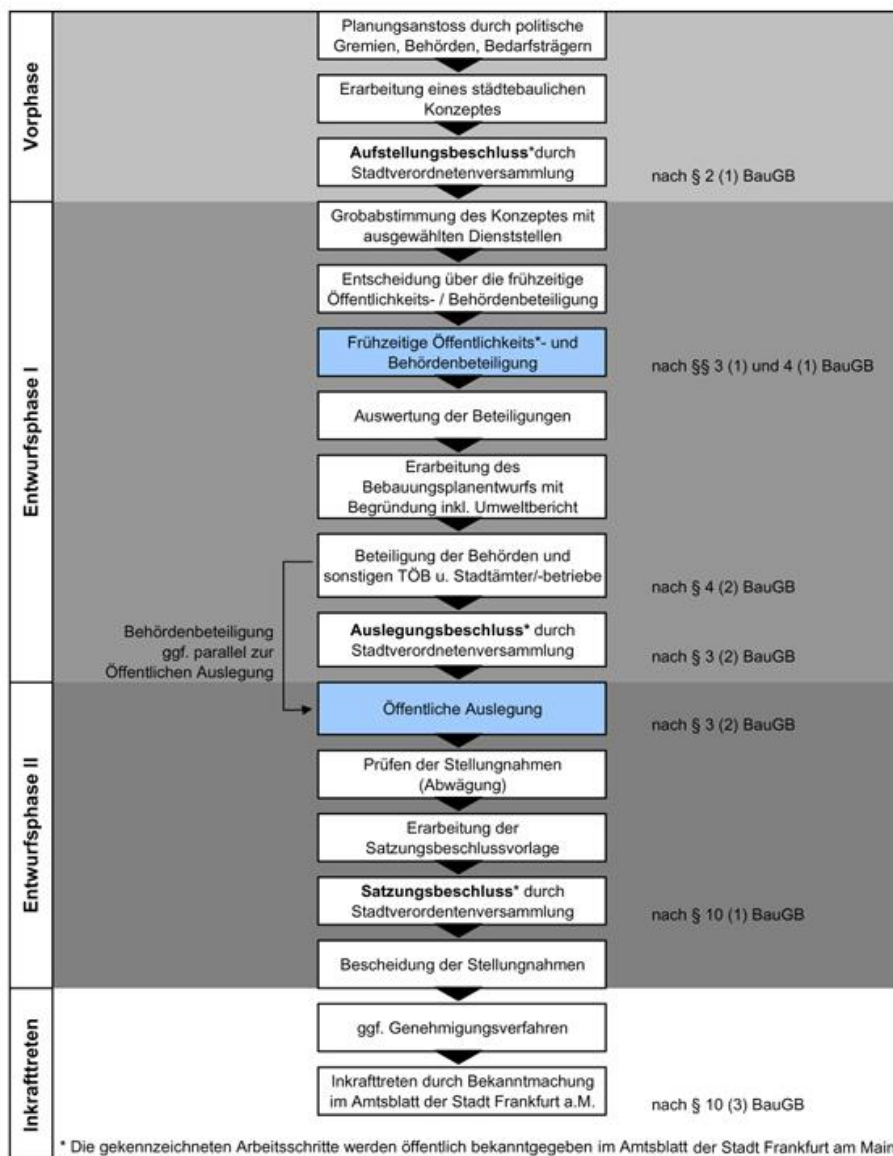 Vorphase
Planungsanstoss durch politische
Gremien, Behörden, Bedarfsträgern
Erarbeitung eines städtebaulichen
Konzeptes
Aufstellungsbeschluss*durch
Stadtverordnetenversammlung
nach § 2 (1) BauGB
Entwurfsphase I
Grobabstimmung des Konzeptes mit
ausgewählten Dienststellen
Entscheidung über die frühzeitige
Öffentlichkeits- / Behördenbeteiligung
Frühzeitige Öffentlichkeits*- und
Behördenbeteiligung
nach §§ 3 (1) und 4 (1) BauGB
Auswertung der Beteiligungen
Erarbeitung des
Bebauungsplanentwurfs mit
Begründung inkl. Umweltbericht
Beteiligung der Behörden und
sonstigen TÖB u. Stadtämter/-betriebe
nach § 4 (2) BauGB
Behördenbeteiligung
ggf. parallel zur
Öffentlichen Auslegung
Auslegungsbeschluss* durch
Stadtverordnetenversammlung
nach § 3 (2) BauGB
Entwurfsphase II
Öffentliche Auslegung
nach § 3 (2) BauGB
Prüfen der Stellungnahmen
(Abwägung)
Erarbeitung der
Satzungsbeschlussvorlage
Satzungsbeschluss* durch
Stadtverordentenversammlung
nach § 10 (1) BauGB
Bescheidung der Stellungnahmen
Inkrafttreten
ggf. Genehmigungsverfahren
Inkrafttreten durch Bekanntmachung
im Amtsblatt der Stadt Frankfurt a.M.
nach § 10 (3) BauGB
* Die gekennzeichneten Arbeitsschritte werden öffentlich bekanntgegeben im Amtsblatt der Stadt Frankfurt am Main